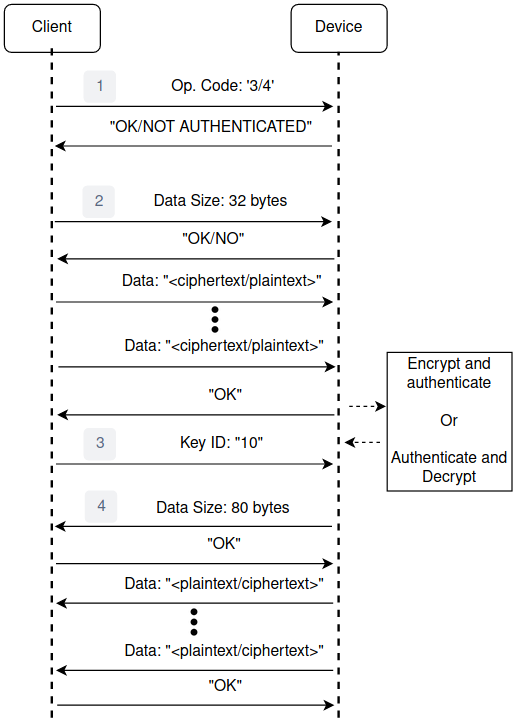 Client
Device
1
Op. Code: '3/4'
"OK/NOT AUTHENTICATED"
2
Data Size: 32 bytes
"OK/NO"
Data: "<ciphertext/plaintext>"
Data: "<ciphertext/plaintext>"
Encrypt and
authenticate
"OK"
Or
3
Key ID: "10"
Authenticate and
Decrypt
4
Data Size: 80 bytes
"OK"
Data: "<plaintext/ciphertext>"
Data: "<plaintext/ciphertext>"
"OK"